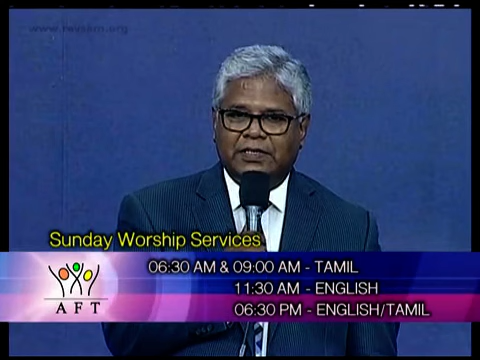 Sunday Worship Services
06:30 AM & 09:00 AM - TAMIL
11:30 AM - ENGLISH
06:30 PM - ENGLISH/TAMIL
A F T